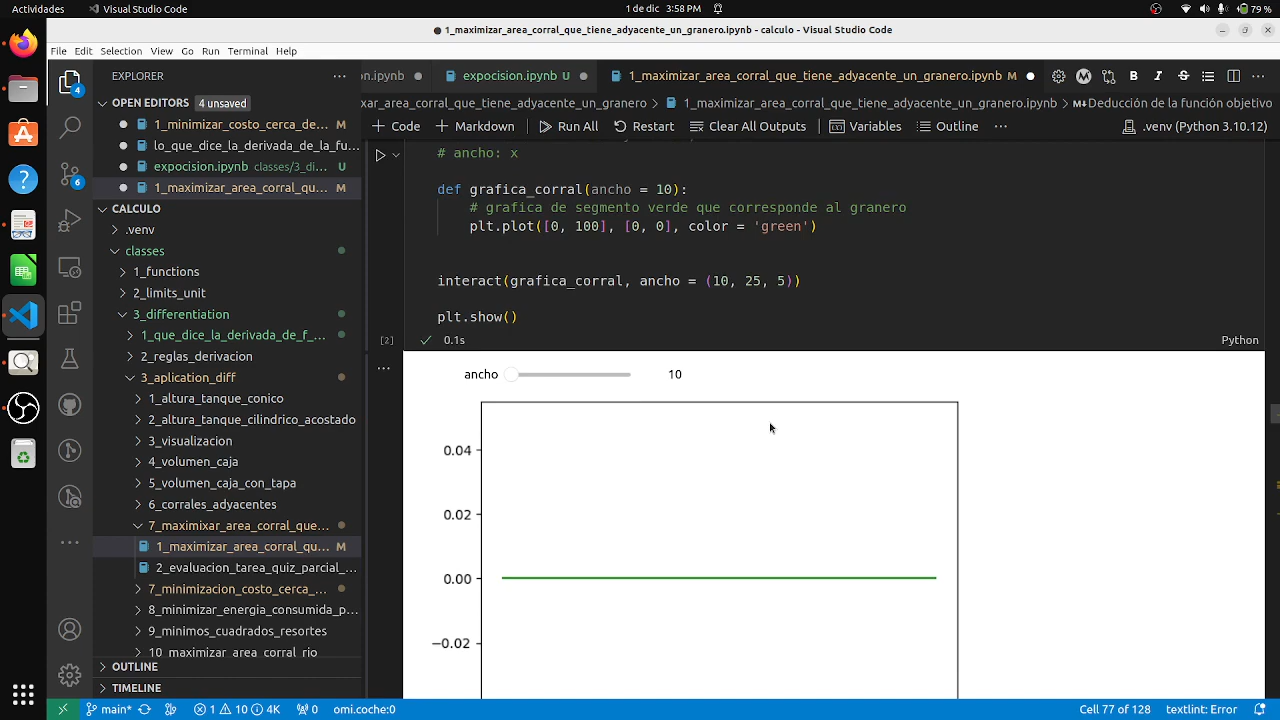 Actividades
Visual Studio Code
1 de dic 3:58 PM
79 %
1_maximizar_area_corral_que_tiene_adyacente_un_granero.ipynb - calculo - Visual Studio Code
File Edit Selection View Go Run Terminal Help
EXPLORER
on.ipynb
expocision.ipynb U
1_maximizar_area_corral_que_tiene_adyacente_un_granero.ipynb M
OPEN EDITORS 4 unsaved
xar_area_corral_que_tiene_adyacente_un_granero > 1_maximizar_area_corral_que_tiene_adyacente_un_granero.ipynb > Deducción de la función objetivo
+ Code + Markdown Run All Restart Clear All Outputs Variables Outline ... .venv (Python 3.10.12)
1_minimizar_costo_cerca_de... M
lo_que_dice_la_derivada_de_la_fu...
expocision.ipynb classes/3_di... U
1_maximizar_area_corral_qu... M
CALCULO
.venv
classes
1_functions
2_limits_unit
3_differentiation
1_que_dice_la_derivada_de_f_...
2_reglas_derivacion
3_aplication_diff
1_altura_tanque_conico
2_altura_tanque_cilindrico_acostado
3_visualizacion
4_volumen_caja
5_volumen_caja_con_tapa
6_corrales_adyacentes
7_maximixar_area_corral_que...
1_maximizar_area_corral_qu... M
2_evaluacion_tarea_quiz_parcial_...
7_minimizacion_costo_cerca_...
8_minimizar_energia_consumida_p...
9_minimos_cuadrados_resortes
10_maximizar_area_corral_rio
OUTLINE
TIMELINE
4
6
# ancho: x
def grafica_corral(ancho = 10):
# grafica de segmento verde que corresponde al granero
plt.plot([0, 100], [0, 0], color = 'green')
interact(grafica_corral, ancho = (10, 25, 5))
plt.show()
[2] 0.1s Python
ancho 10
0.04
0.02
0.00
−0.02
main* 1 10 4K 0 omi.coche:0 Cell 77 of 128 textlint: Error